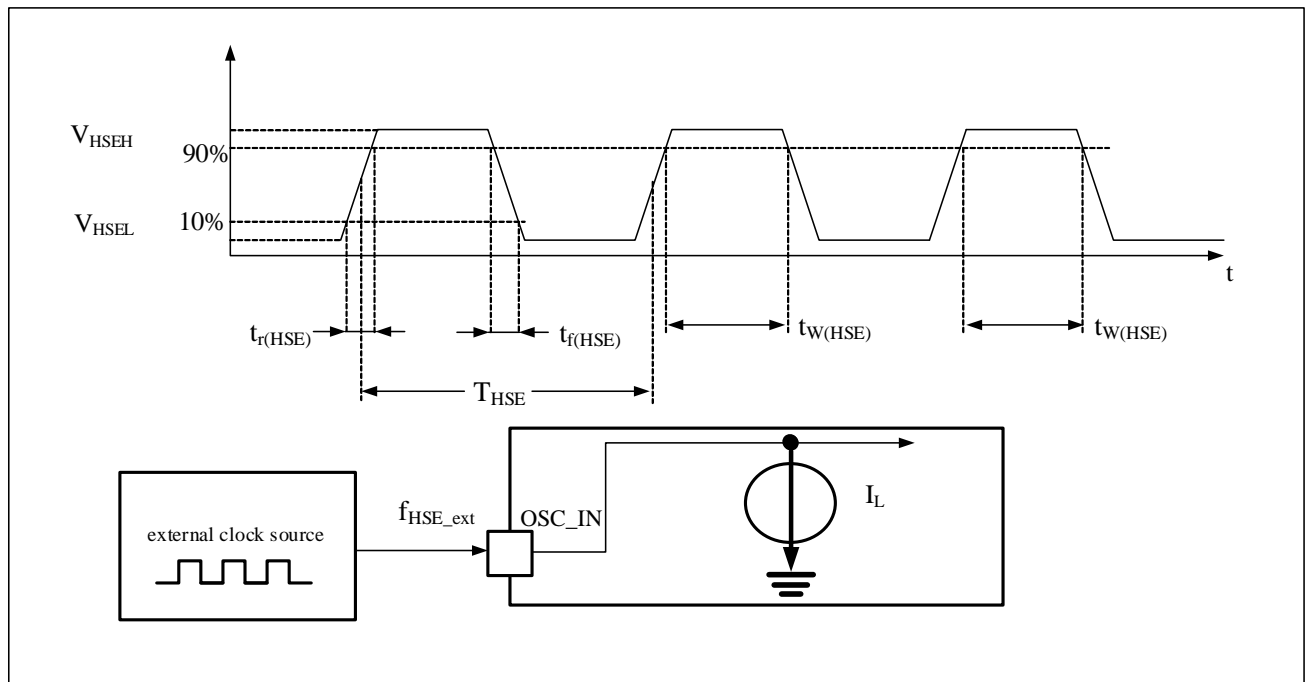 V_HSEH
90%
V_HSEL
10%
t
t_r(HSE)
t_f(HSE)
t_W(HSE)
t_W(HSE)
T_HSE
external clock source
f_HSE_ext
OSC_IN
I_L